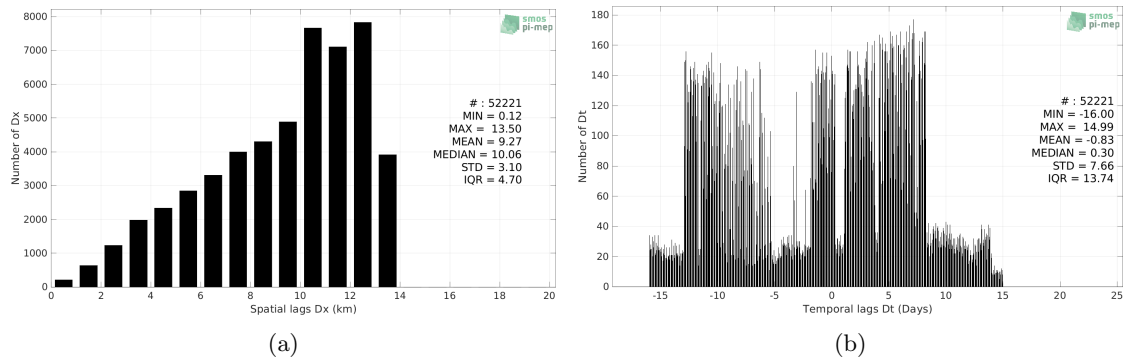 8000
7000
6000
5000
4000
3000
2000
1000
0
0 2 4 6 8 10 12 14 16 18 20
Number of Dx
Spatial lags Dx (km)
smos
pi-mep
# : 52221
MIN = 0.12
MAX = 13.50
MEAN = 9.27
MEDIAN = 10.06
STD = 3.10
IQR = 4.70
(a)
180
160
140
120
100
80
60
40
20
0
-15 -10 -5 0 5 10 15 20 25
Number of Dt
Temporal lags Dt (Days)
smos
pi-mep
# : 52221
MIN = -16.00
MAX = 14.99
MEAN = -0.83
MEDIAN = 0.30
STD = 7.66
IQR = 13.74
(b)